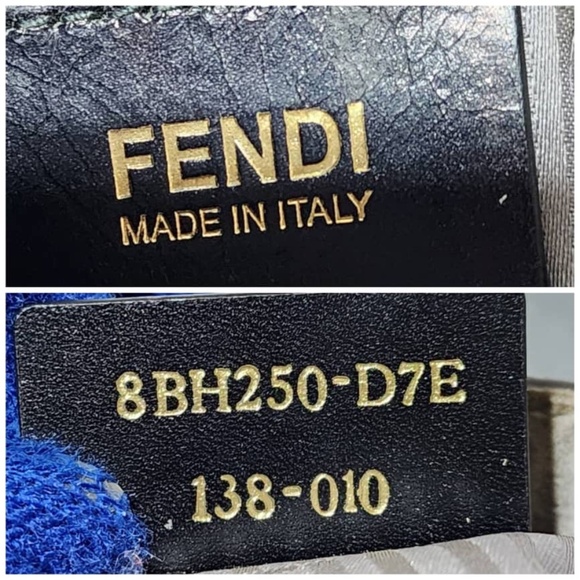 FENDI
MADE IN ITALY
8BH250-D7E
138-010